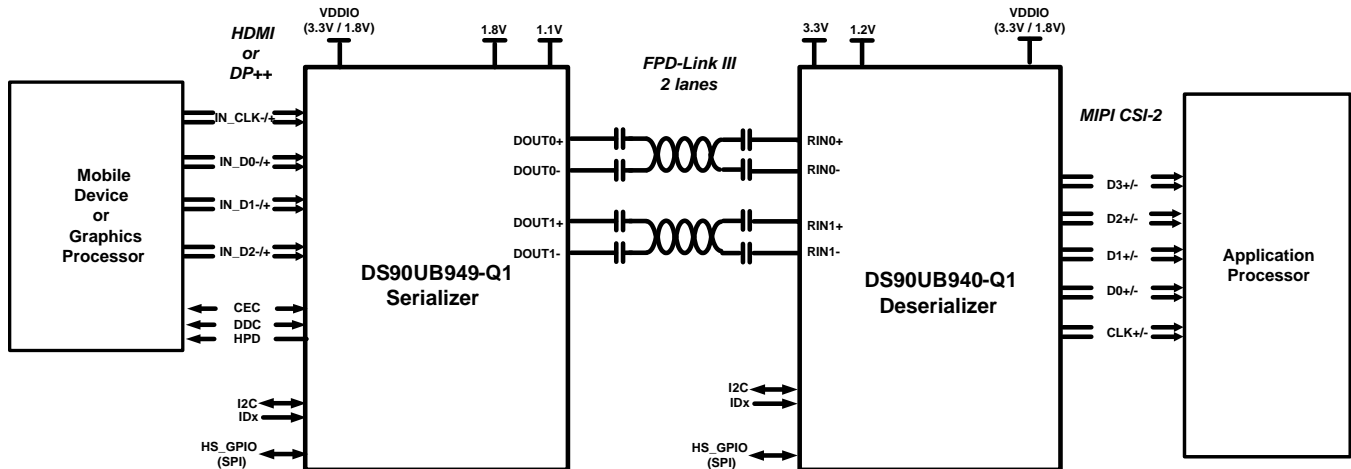 HDMI
or
DP++
VDDIO
(3.3V / 1.8V)
1.8V
1.1V
FPD-Link III
2 lanes
3.3V
1.2V
VDDIO
(3.3V / 1.8V)
MIPI CSI-2
Mobile
Device
or
Graphics
Processor
IN_CLK-/+
IN_D0-/+
IN_D1-/+
IN_D2-/+
CEC
DDC
HPD
I2C
IDx
HS_GPIO
(SPI)
DS90UB949-Q1
Serializer
DOUT0+
DOUT0-
DOUT1+
DOUT1-
RIN0+
RIN0-
RIN1+
RIN1-
DS90UB940-Q1
Deserializer
I2C
IDx
HS_GPIO
(SPI)
D3+/-
D2+/-
D1+/-
D0+/-
CLK+/-
Application
Processor